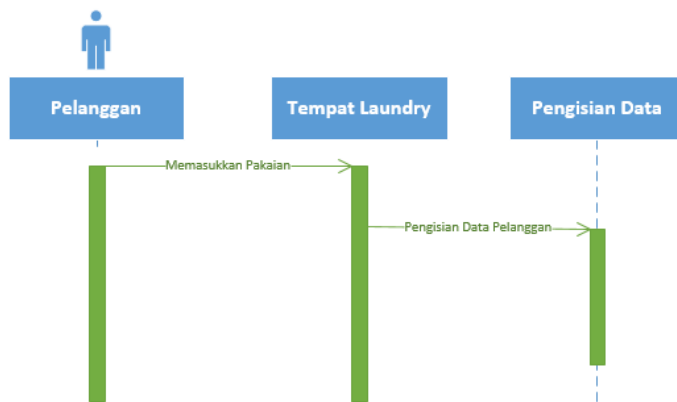 Pelanggan
Tempat Laundry
Pengisian Data
Memasukkan Pakaian
Pengisian Data Pelanggan